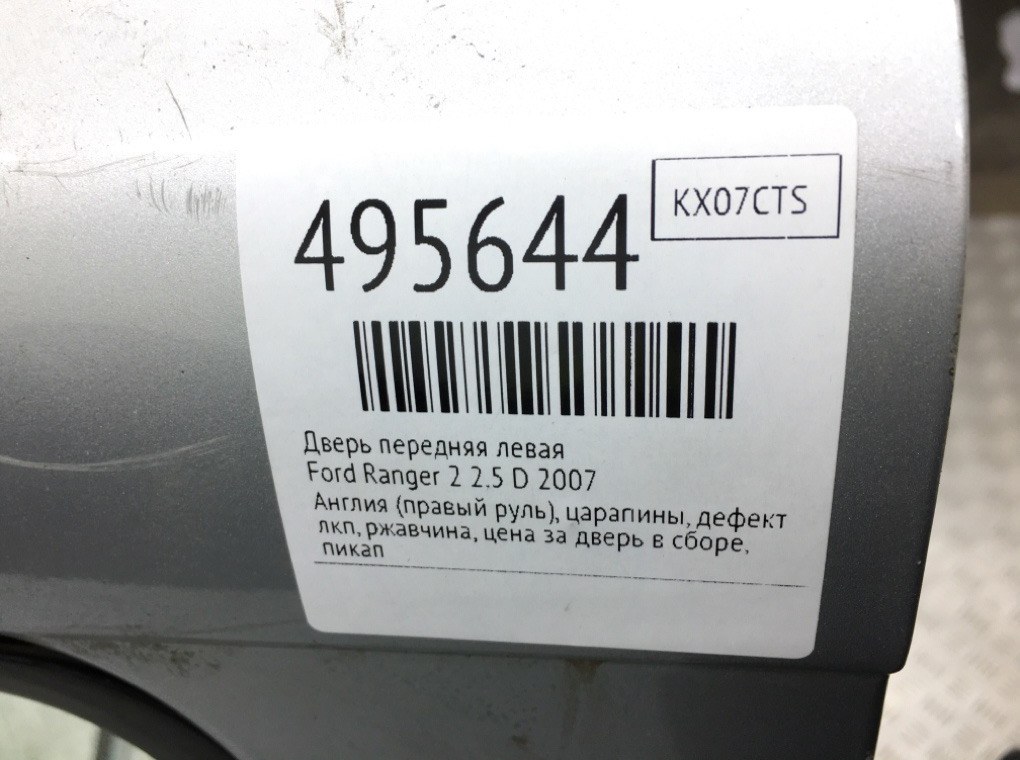 495644
KX07CTS
Дверь передняя левая
Ford Ranger 2 2.5 D 2007
Англия (правый руль), царапины, дефект
лкп, ржавчина, цена за дверь в сборе,
пикап